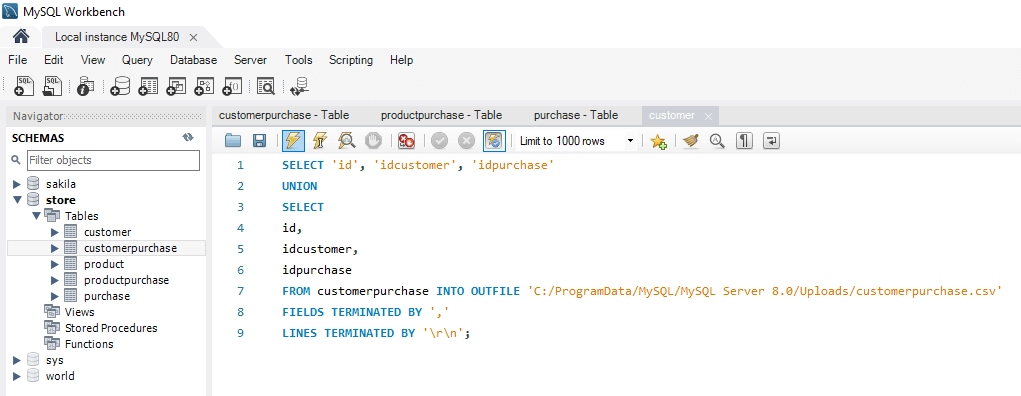 MySQL Workbench
Local instance MySQL80
File Edit View Query Database Server Tools Scripting Help
Navigator
SCHEMAS
Filter objects
sakila
store
Tables
customer
customerpurchase
product
productpurchase
purchase
Views
Stored Procedures
Functions
sys
world
customerpurchase - Table productpurchase - Table purchase - Table customer
Limit to 1000 rows
1 SELECT 'id', 'idcustomer', 'idpurchase'
2 UNION
3 SELECT
4 id,
5 idcustomer,
6 idpurchase
7 FROM customerpurchase INTO OUTFILE 'C:/ProgramData/MySQL/MySQL Server 8.0/Uploads/customerpurchase.csv'
8 FIELDS TERMINATED BY ','
9 LINES TERMINATED BY '\r\n';